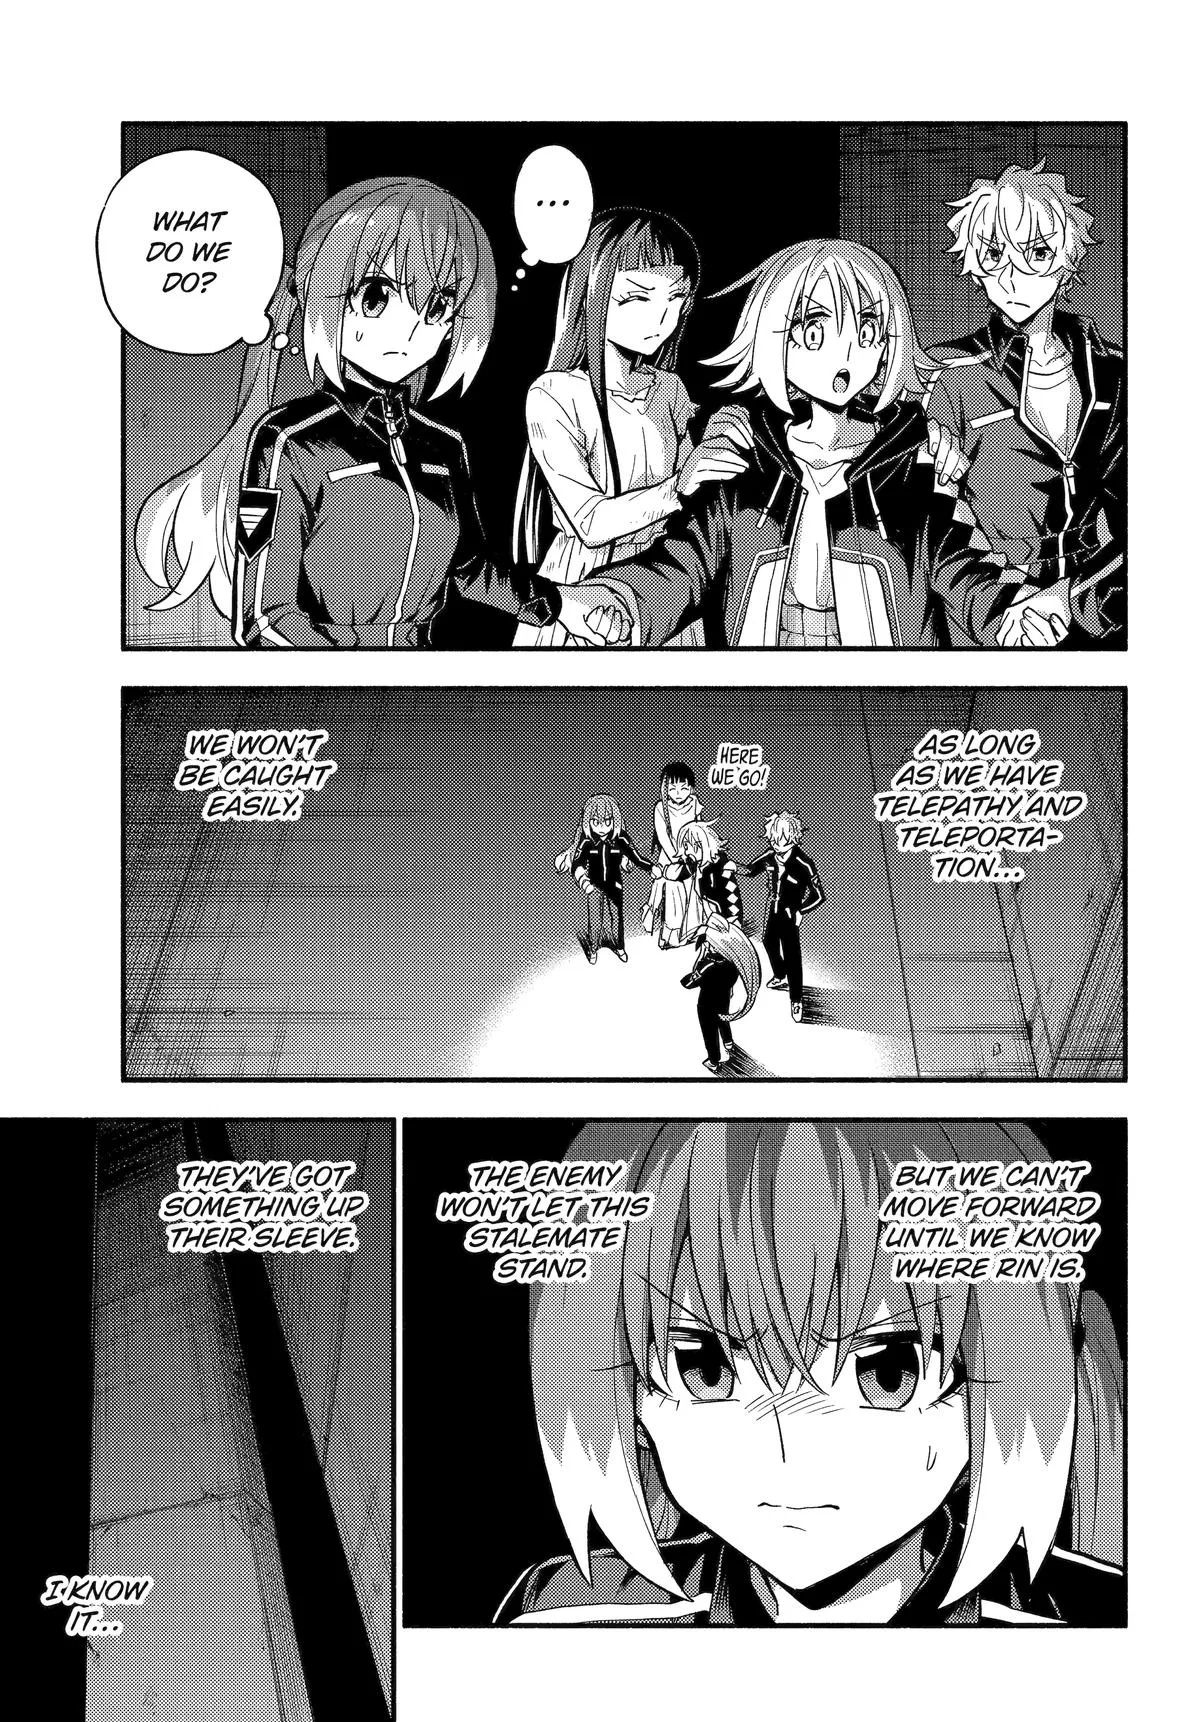 ...
WHAT
DO WE
DO?
AS LONG
AS WE HAVE
TELEPATHY AND
TELEPORTA-
TION...
HERE
WE GO!
WE WON'T
BE CAUGHT
EASILY.
BUT WE CAN'T
MOVE FORWARD
UNTIL WE KNOW
WHERE RIN IS.
THE ENEMY
WON'T LET THIS
STALEMATE
STAND.
THEY'VE GOT
SOMETHING UP
THEIR SLEEVE.
I KNOW
IT...